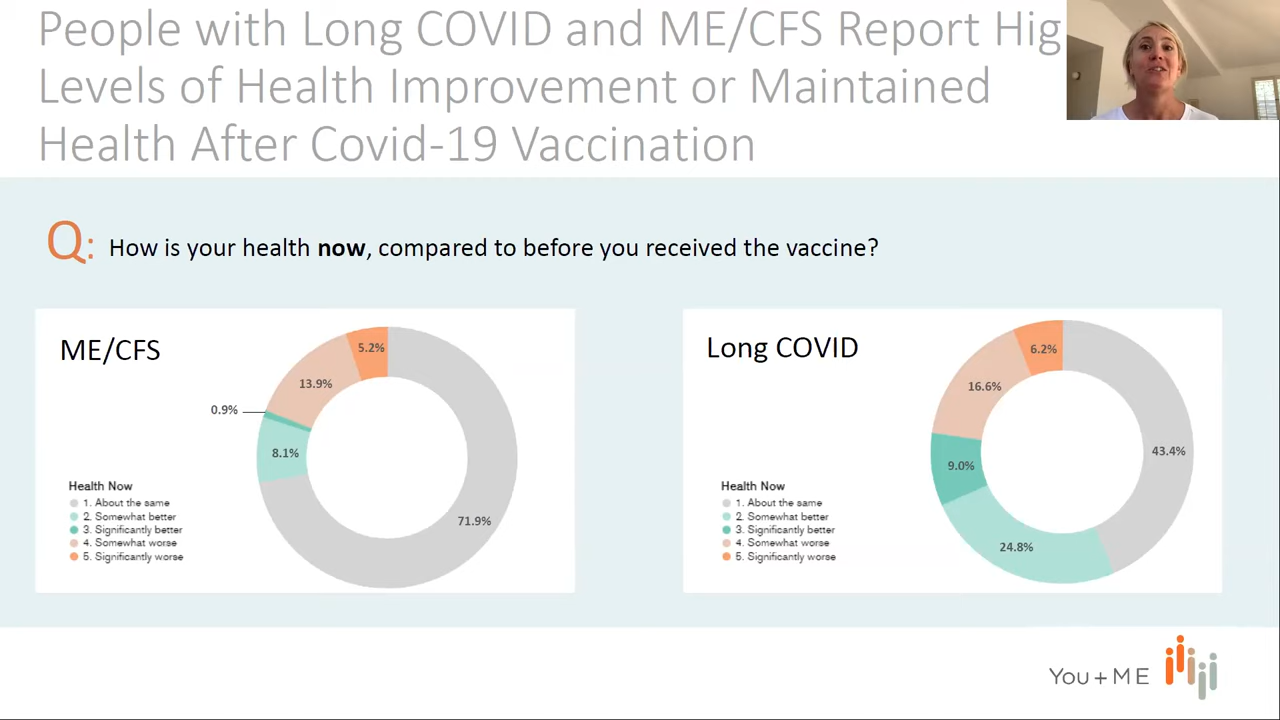 People with Long COVID and ME/CFS Report Hig
Levels of Health Improvement or Maintained
Health After Covid-19 Vaccination
Q: How is your health now, compared to before you received the vaccine?
ME/CFS
5.2%
13.9%
0.9%
8.1%
71.9%
Health Now
1. About the same
2. Somewhat better
3. Significantly better
4. Somewhat worse
5. Significantly worse
Long COVID
6.2%
16.6%
9.0%
43.4%
24.8%
Health Now
1. About the same
2. Somewhat better
3. Significantly better
4. Somewhat worse
5. Significantly worse
You + ME